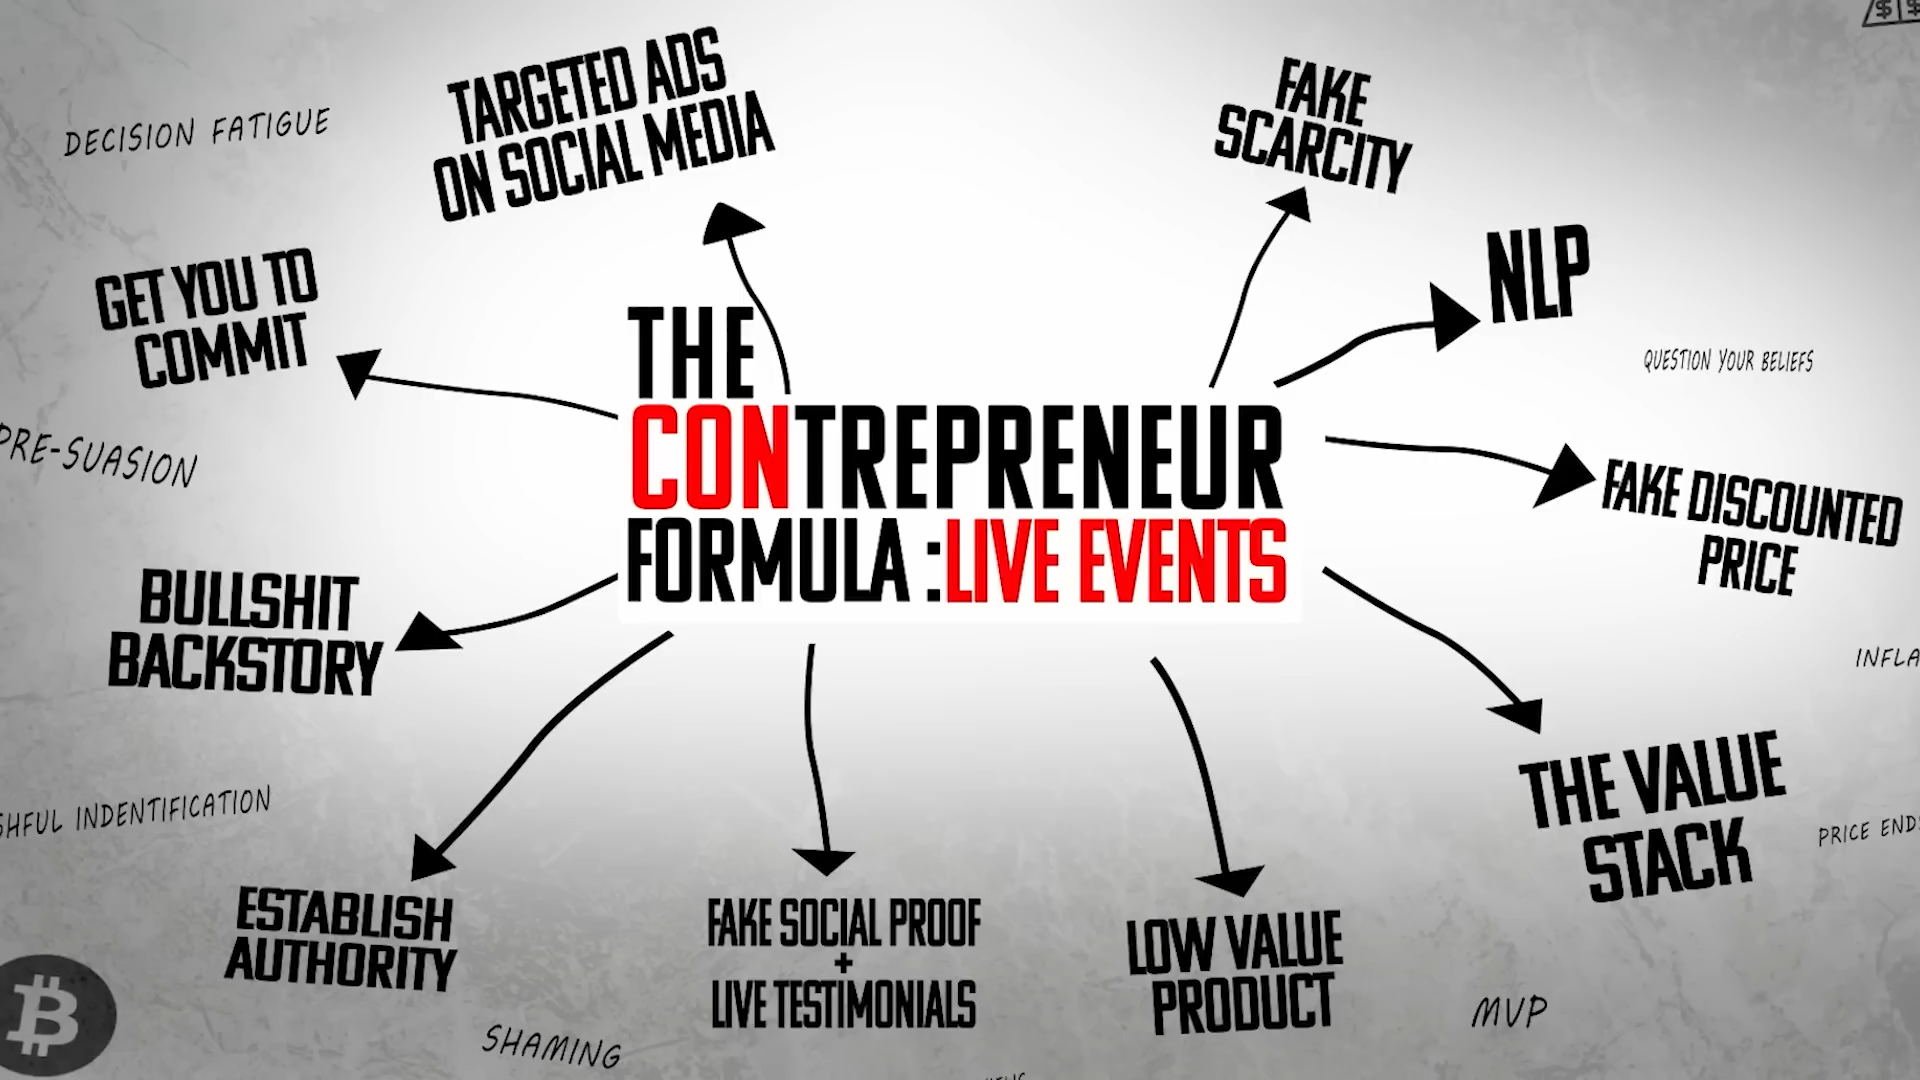 TARGETED ADS
ON SOCIAL MEDIA
FAKE
SCARCITY
DECISION FATIGUE
NLP
GET YOU TO
COMMIT
QUESTION YOUR BELIEFS
THE
CONTREPRENEUR
FORMULA :LIVE EVENTS
PRE-SUASION
FAKE DISCOUNTED
PRICE
BULLSHIT
BACKSTORY
THE VALUE
STACK
INDENTIFICATION
PRICE
ESTABLISH
AUTHORITY
FAKE SOCIAL PROOF
+
LIVE TESTIMONIALS
LOW VALUE
PRODUCT
MVP
SHAMING